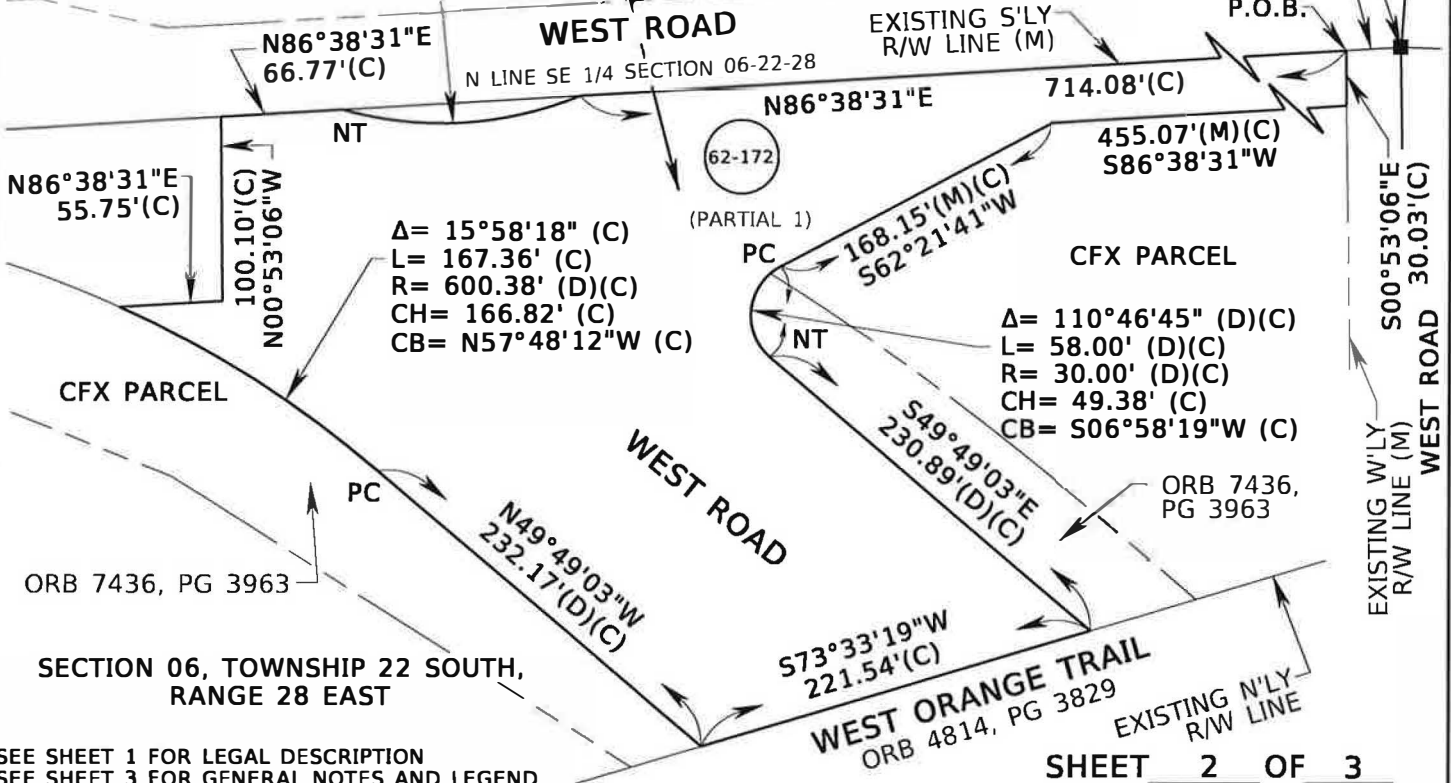 WEST ROAD
EXISTING S'LY
R/W LINE (M)
P.O.B.
N86°38'31"E
66.77'(C)
N LINE SE 1/4 SECTION 06-22-28
N86°38'31"E
714.08'(C)
NT
62-172
(PARTIAL 1)
455.07'(M)(C)
S86°38'31"W
N86°38'31"E
55.75'(C)
100.10'(C)
N00°53'06"W
Δ= 15°58'18" (C)
L= 167.36' (C)
R= 600.38' (D)(C)
CH= 166.82' (C)
CB= N57°48'12"W (C)
PC
168.15'(M)(C)
S62°21'41"W
CFX PARCEL
S00°53'06"E
30.03'(C)
NT
Δ= 110°46'45" (D)(C)
L= 58.00' (D)(C)
R= 30.00' (D)(C)
CH= 49.38' (C)
CB= S06°58'19"W (C)
CFX PARCEL
WEST ROAD
S49°49'03"E
230.89'(D)(C)
EXISTING W'LY
R/W LINE (M)
WEST ROAD
PC
ORB 7436,
PG 3963
N49°49'03"W
232.17'(D)(C)
ORB 7436, PG 3963
S73°33'19"W
221.54'(C)
SECTION 06, TOWNSHIP 22 SOUTH,
RANGE 28 EAST
WEST ORANGE TRAIL
ORB 4814, PG 3829
EXISTING N'LY
R/W LINE
SEE SHEET 1 FOR LEGAL DESCRIPTION
SEE SHEET 3 FOR GENERAL NOTES AND LEGEND
SHEET 2 OF 3